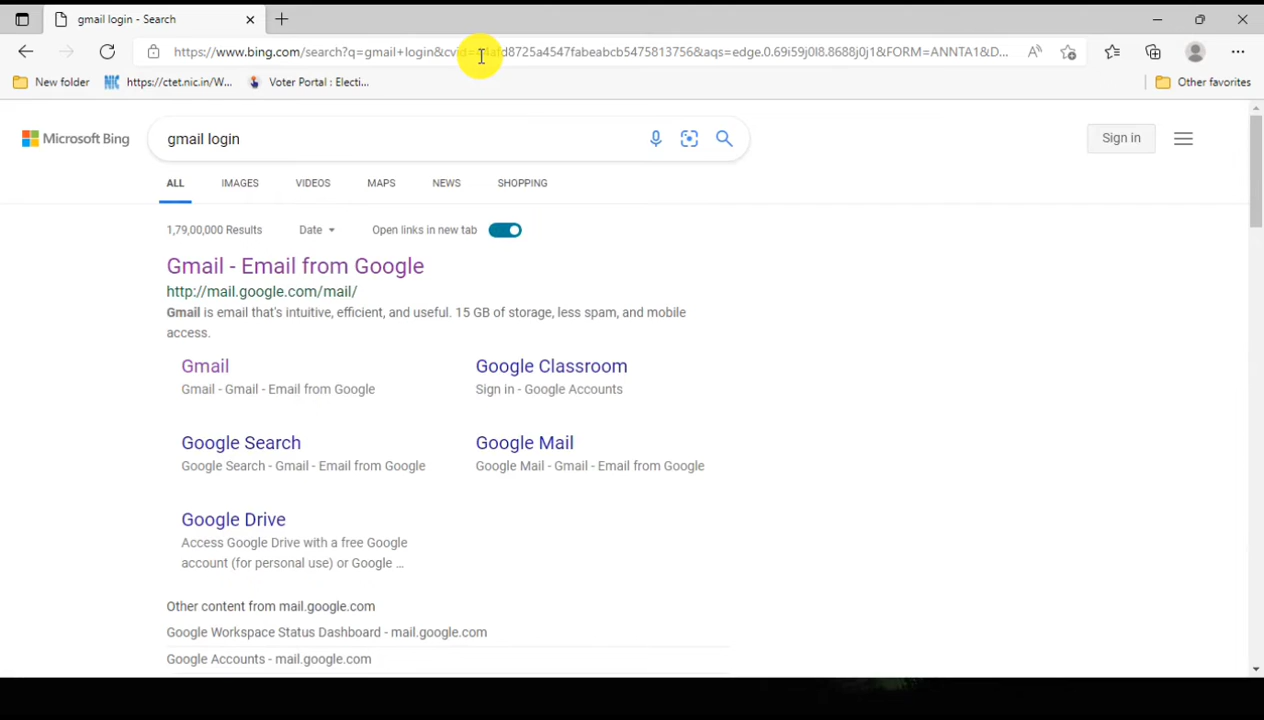 gmail login - Search
https://www.bing.com/search?q=gmail+login&cvid= afd8725a4547fabeabcb547581 3756&aqs=edge.0.69i59j0l8.8688j0j1&FORM=ANNTA1&D...
New folder
https://ctet.nic.in/W...
Voter Portal : Electi...
Other favorites
Microsoft Bing
gmail login
Sign in
ALL IMAGES VIDEOS MAPS NEWS SHOPPING
1,79,00,000 Results Date Open links in new tab
Gmail - Email from Google
http://mail.google.com/mail/
Gmail is email that's intuitive, efficient, and useful. 15 GB of storage, less spam, and mobile
access.
Gmail
Gmail - Gmail - Email from Google
Google Classroom
Sign in - Google Accounts
Google Search
Google Search - Gmail - Email from Google
Google Mail
Google Mail - Gmail - Email from Google
Google Drive
Access Google Drive with a free Google
account (for personal use) or Google ...
Other content from mail.google.com
Google Workspace Status Dashboard - mail.google.com
Google Accounts - mail.google.com